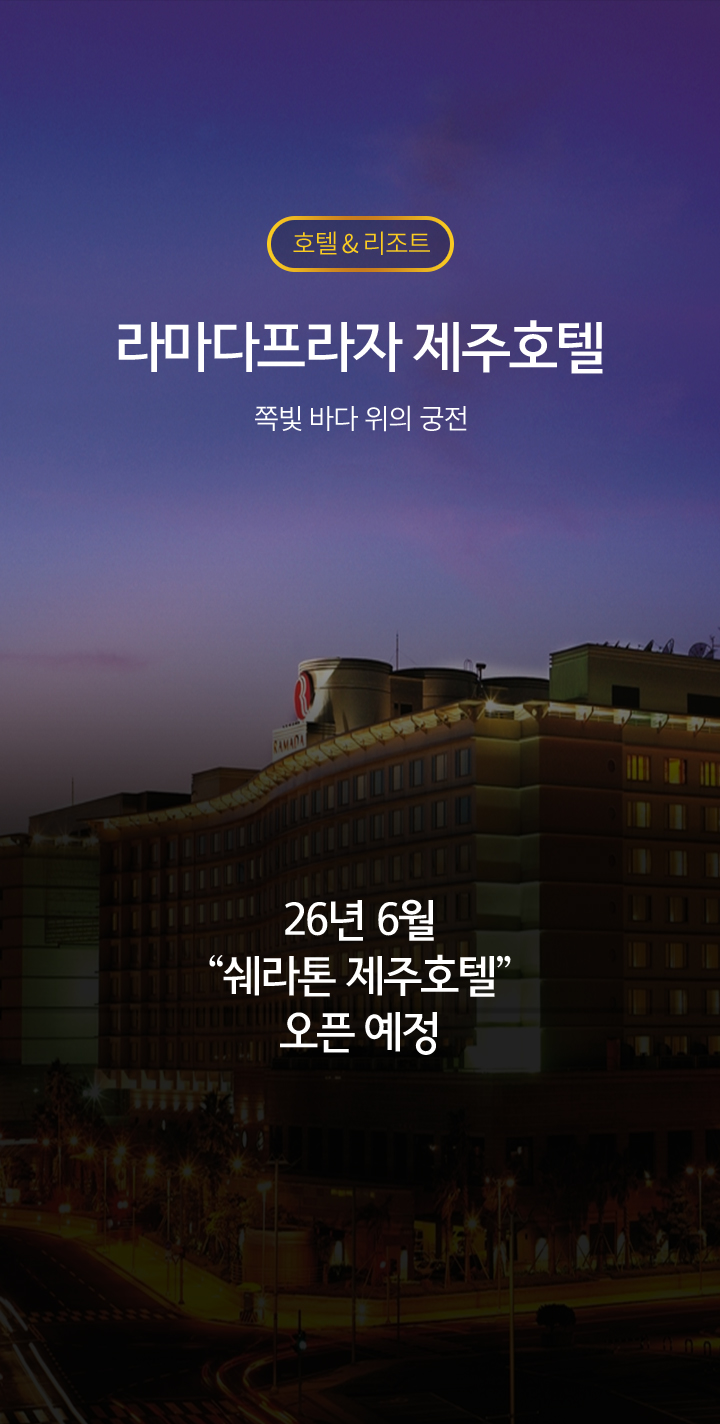 호텔 & 리조트
라마다프라자 제주호텔
쪽빛 바다 위의 궁전
RAMADA
26년 6월
“쉐라톤 제주호텔”
오픈 예정